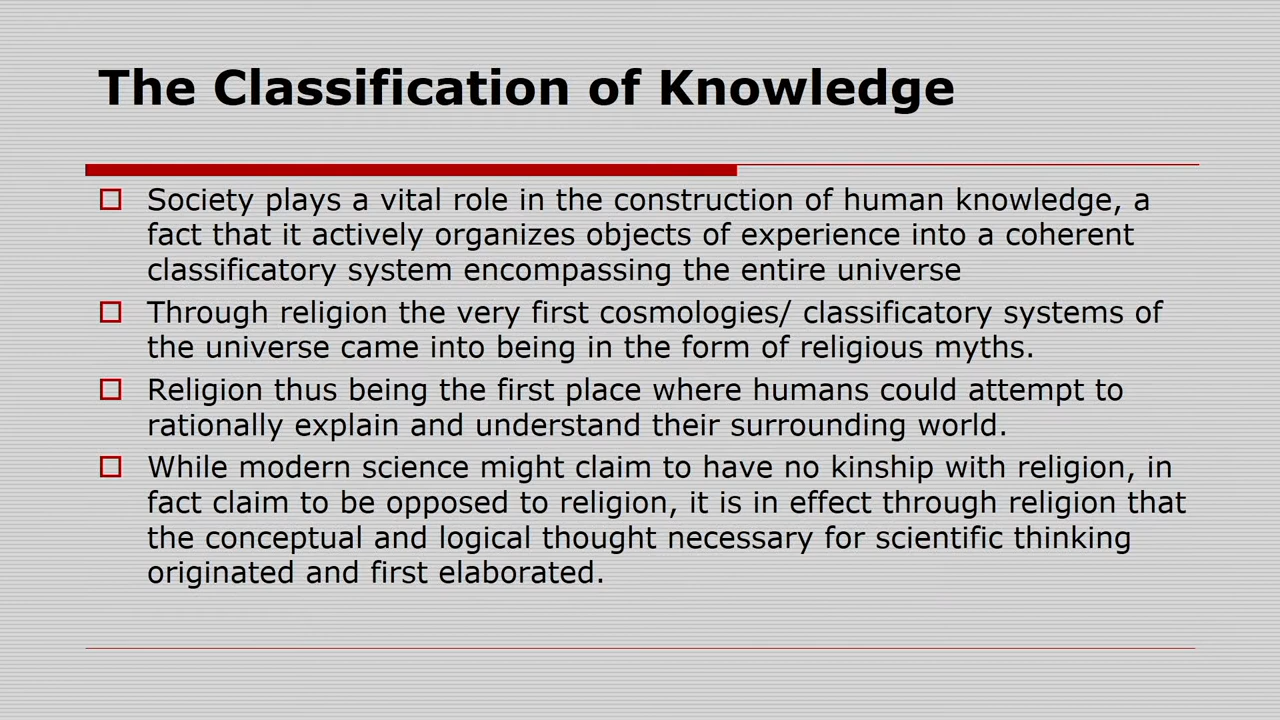 The Classification of Knowledge
Society plays a vital role in the construction of human knowledge, a
fact that it actively organizes objects of experience into a coherent
classificatory system encompassing the entire universe
Through religion the very first cosmologies/ classificatory systems of
the universe came into being in the form of religious myths.
Religion thus being the first place where humans could attempt to
rationally explain and understand their surrounding world.
While modern science might claim to have no kinship with religion, in
fact claim to be opposed to religion, it is in effect through religion that
the conceptual and logical thought necessary for scientific thinking
originated and first elaborated.